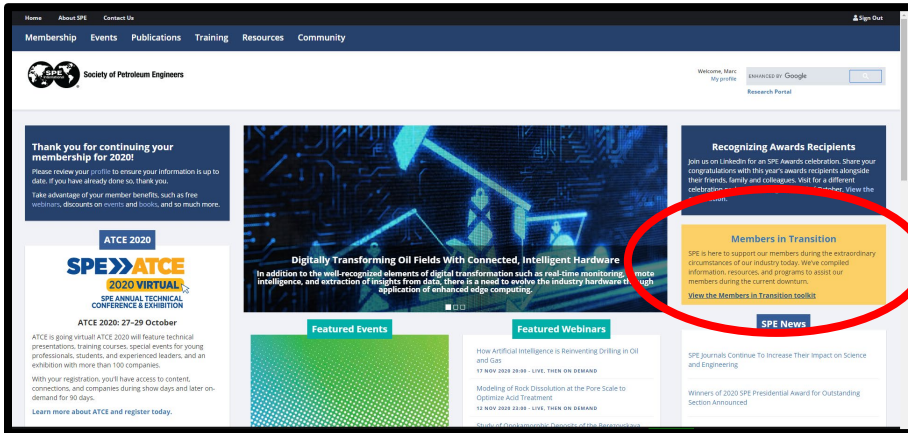 Home About SPE Contact Us Sign Out
Membership Events Publications Training Resources Community
SPE International
Society of Petroleum Engineers
Welcome, Marc
My profile
ENHANCED BY Google
Research Portal
Thank you for continuing your
membership for 2020!
Please review your profile to ensure your information is up to
date. If you have already done so, thank you.
Take advantage of your member benefits, such as free
webinars, discounts on events and books, and so much more.
ATCE 2020
SPE ATCE
2020 VIRTUAL
SPE ANNUAL TECHNICAL
CONFERENCE & EXHIBITION
ATCE 2020: 27–29 October
ATCE is going virtual! ATCE 2020 will feature technical
presentations, training courses, special events for young
professionals, students, and experienced leaders, and an
exhibition with more than 100 companies.
With your registration, you'll have access to content,
connections, and companies during show days and later on-
demand for 90 days.
Learn more about ATCE and register today.
Digitally Transforming Oil Fields With Connected, Intelligent Hardware
In addition to the well-recognized elements of digital transformation such as real-time monitoring,
intelligence, and extraction of insights from data, there is a need to evolve the industry hardware through
application of enhanced edge computing.
Featured Events
Featured Webinars
How Artificial Intelligence is Reinventing Drilling in Oil
and Gas
17 NOV 2020 20:00 - LIVE, THEN ON DEMAND
Modeling of Rock Dissolution at the Pore Scale to
Optimize Acid Treatment
12 NOV 2020 23:00 - LIVE, THEN ON DEMAND
Study of Opokamorphic Deposits of the Berezovskaya
Recognizing Awards Recipients
Join us on LinkedIn for an SPE Awards celebration. Share your
congratulations with this year's awards recipients alongside
their friends, family and colleagues. Visit for a different
celebration October. View the
Members in Transition
SPE is here to support our members during the extraordinary
circumstances of our industry today. We've compiled
information, resources, and programs to assist our
members during the current downturn.
View the Members in Transition toolkit
SPE News
SPE Journals Continue To Increase Their Impact on Science
and Engineering
Winners of 2020 SPE Presidential Award for Outstanding
Section Announced